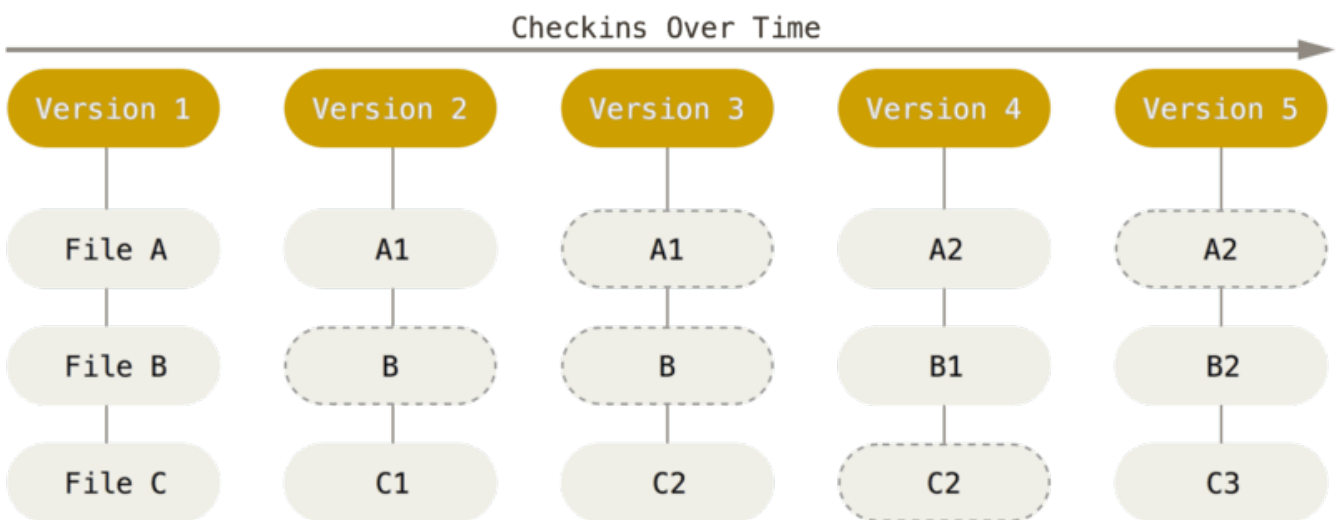 Checkins Over Time
Version 1 Version 2 Version 3 Version 4 Version 5
File A A1 A1 A2 A2
File B B B B1 B2
File C C1 C2 C2 C3